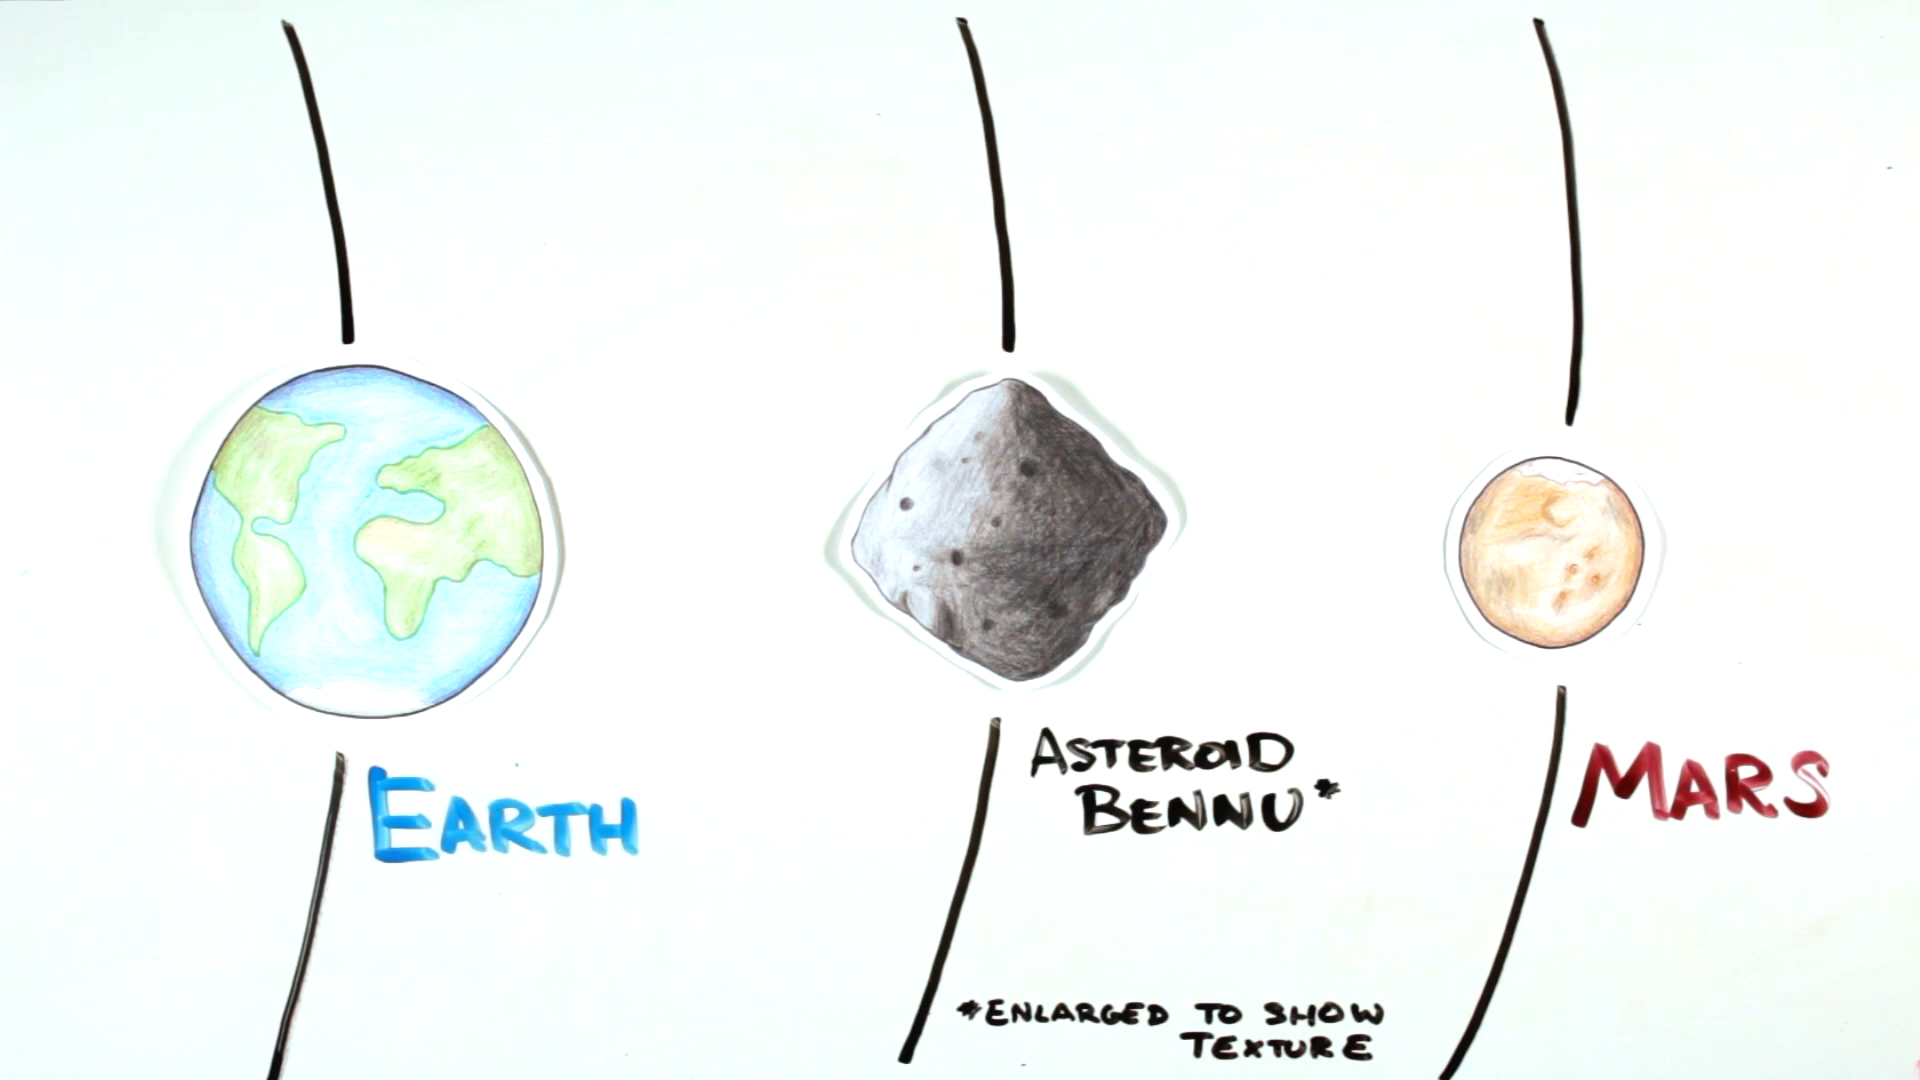 EARTH
ASTEROID
BENNU*
MARS
*ENLARGED TO SHOW
TEXTURE